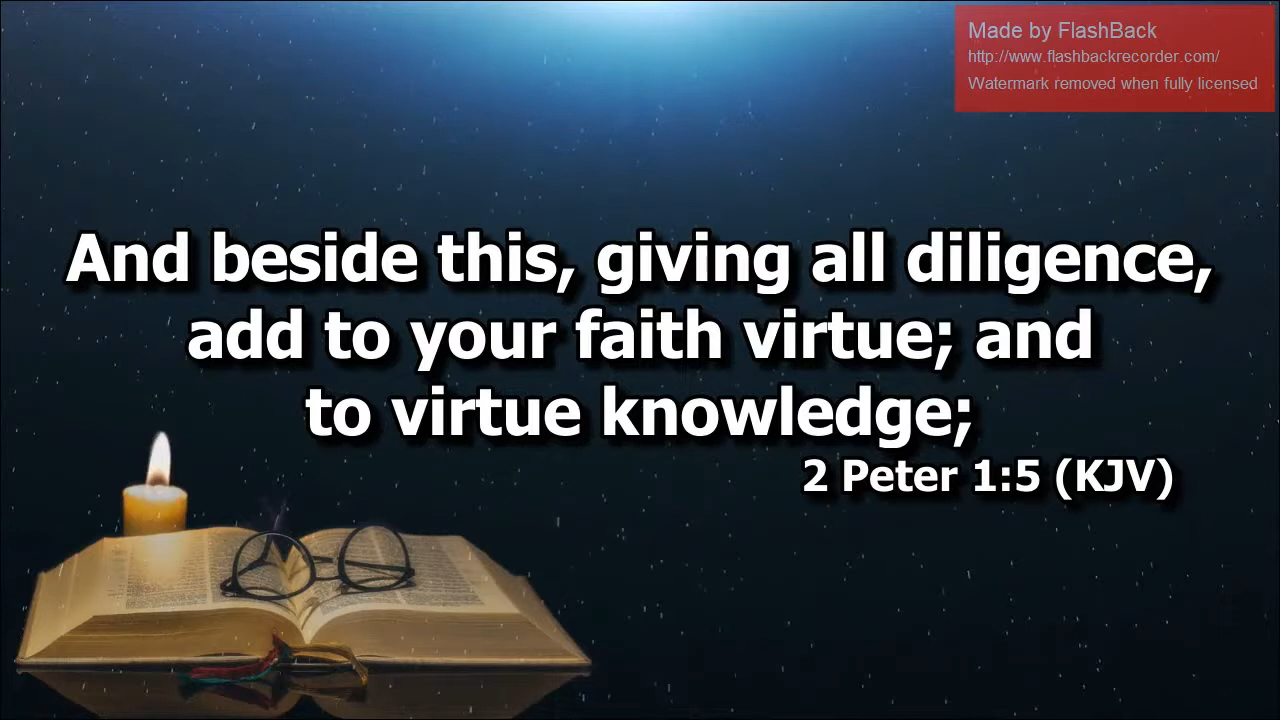 Made by FlashBack
http://www.flashbackrecorder.com/
Watermark removed when fully licensed
And beside this, giving all diligence,
add to your faith virtue; and
to virtue knowledge;
2 Peter 1:5 (KJV)